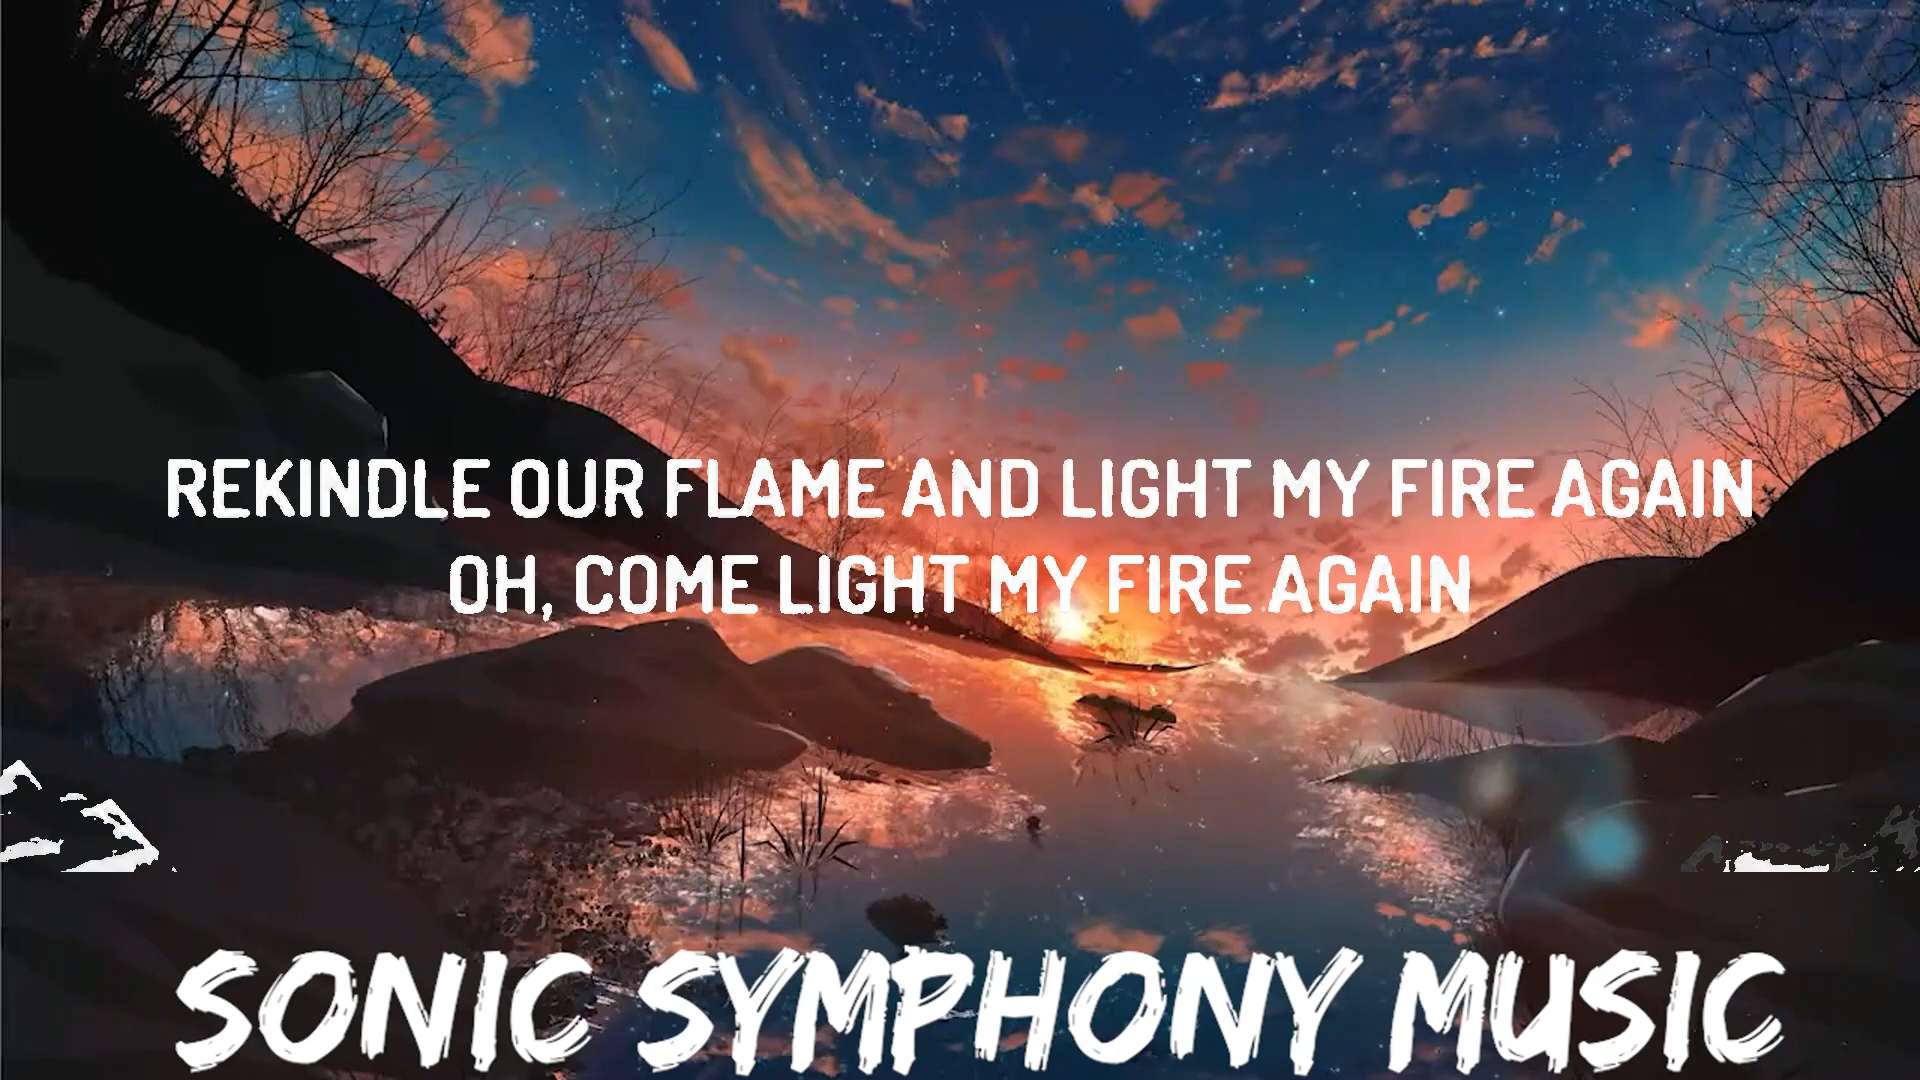 REKINDLE OUR FLAME AND LIGHT MY FIRE AGAIN
OH, COME LIGHT MY FIRE AGAIN
SONIC SYMPHONY MUSIC